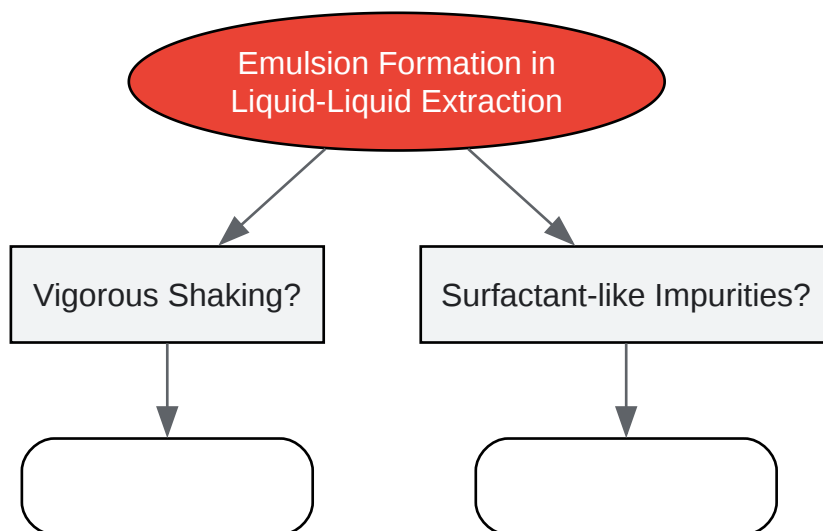 Emulsion Formation in
Liquid-Liquid Extraction
Vigorous Shaking?
Surfactant-like Impurities?